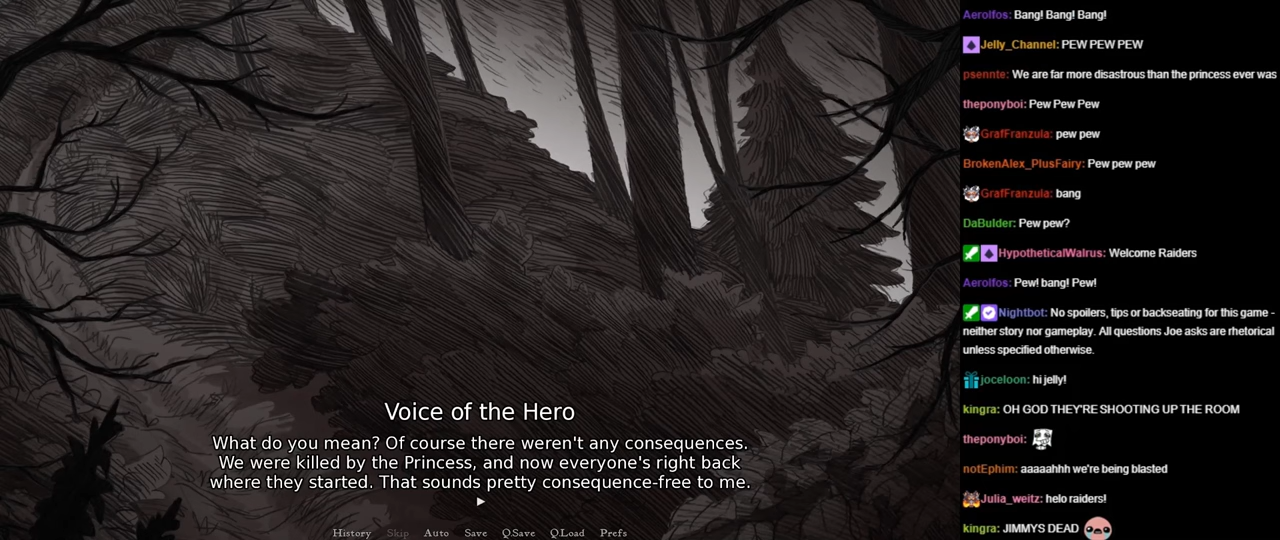 Voice of the Hero
What do you mean? Of course there weren't any consequences.
We were killed by the Princess, and now everyone's right back
where they started. That sounds pretty consequence-free to me.
History Skip Auto Save Q.Save Q.Load Prefs
Aerolfos: Bang! Bang! Bang!
Jelly_Channel: PEW PEW PEW
psennte: We are far more disastrous than the princess ever was
theponyboi: Pew Pew Pew
GrafFranzula: pew pew
BrokenAlex_PlusFairy: Pew pew pew
GrafFranzula: bang
DaBulder: Pew pew?
HypotheticalWalrus: Welcome Raiders
Aerolfos: Pew! bang! Pew!
Nightbot: No spoilers, tips or backseating for this game -
neither story nor gameplay. All questions Joe asks are rhetorical
unless specified otherwise.
joceloon: hi jelly!
kingra: OH GOD THEY'RE SHOOTING UP THE ROOM
theponyboi:
notEphim: aaaaahhh we're being blasted
Julia_weitz: helo raiders!
kingra: JIMMYS DEAD